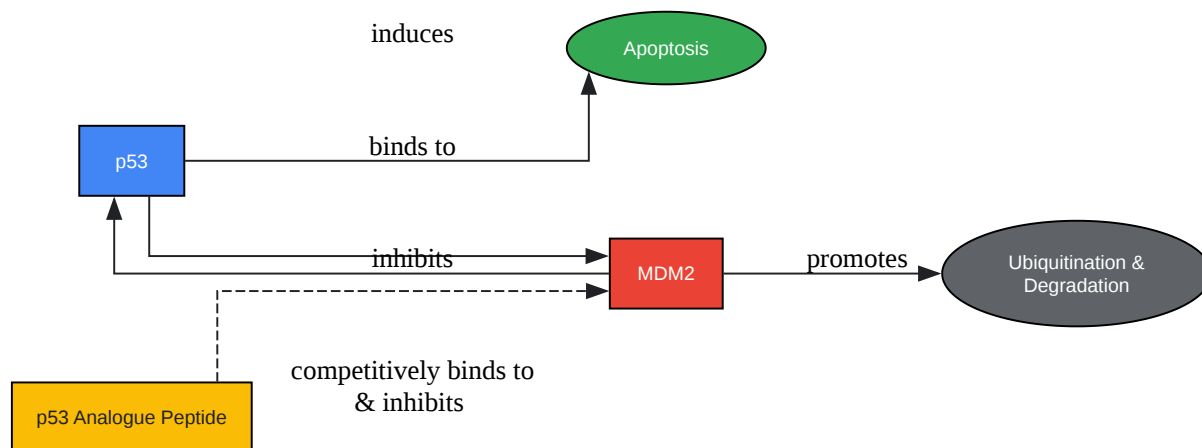 induces
Apoptosis
binds to
p53
inhibits
MDM2
promotes
Ubiquitination &
Degradation
competitively binds to
& inhibits
p53 Analogue Peptide